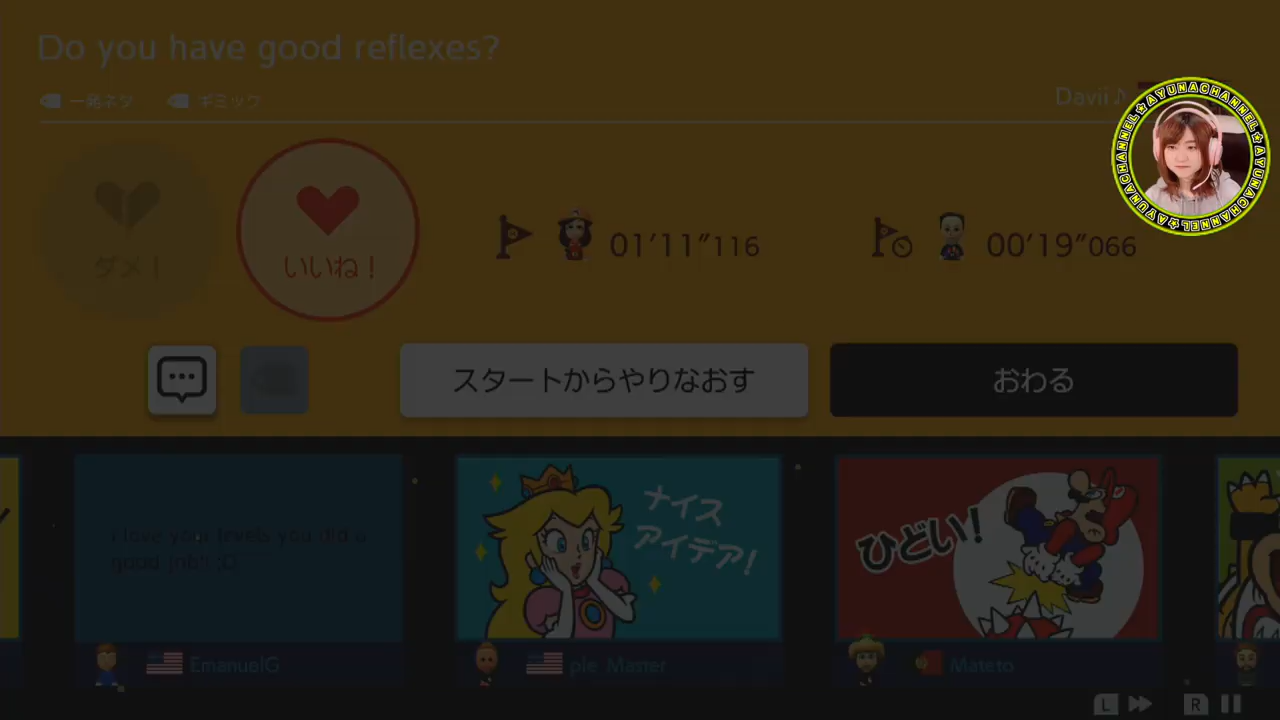 Do you have good reflexes?
一発ネタ ギミック
Davii♪
★AYUNACHANNEL★AYUNACHANNEL★AYUNACHANNEL
ダメ! いいね! 01'11"116 00'19"066
スタートからやりなおす おわる
i love your levels you did a
good job!! :D
ナイス
アイデア!
ひどい!
EmanuelG ple_Master Mateto
L R